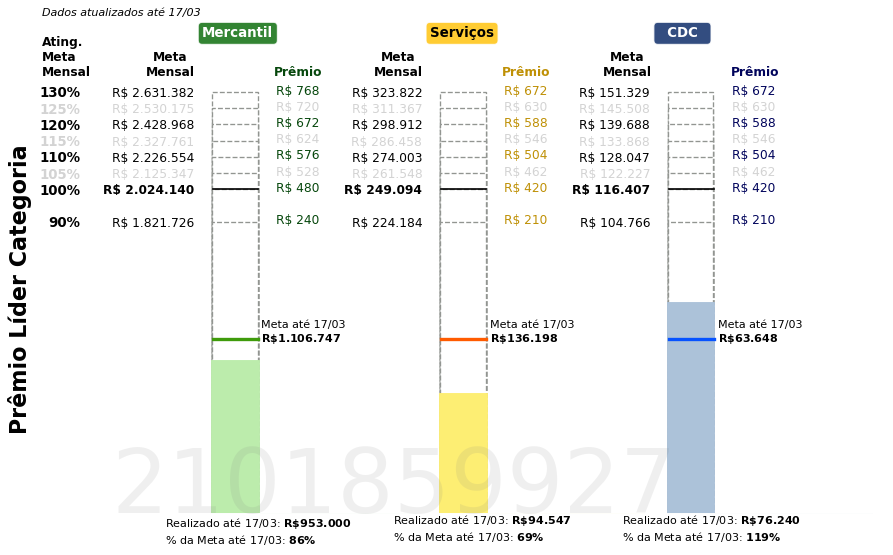 Dados atualizados até 17/03
Mercantil Serviços CDC
Ating.
Meta Meta Meta Meta
Mensal Mensal Prêmio Mensal Prêmio Mensal Prêmio
130% R$ 2.631.382 R$ 768 R$ 323.822 R$ 672 R$ 151.329 R$ 672
125% R$ 2.530.175 R$ 720 R$ 311.367 R$ 630 R$ 145.508 R$ 630
120% R$ 2.428.968 R$ 672 R$ 298.912 R$ 588 R$ 139.688 R$ 588
115% R$ 2.327.761 R$ 624 R$ 286.458 R$ 546 R$ 133.868 R$ 546
110% R$ 2.226.554 R$ 576 R$ 274.003 R$ 504 R$ 128.047 R$ 504
105% R$ 2.125.347 R$ 528 R$ 261.548 R$ 462 R$ 122.227 R$ 462
100% R$ 2.024.140 R$ 480 R$ 249.094 R$ 420 R$ 116.407 R$ 420
90% R$ 1.821.726 R$ 240 R$ 224.184 R$ 210 R$ 104.766 R$ 210
Prêmio Líder Categoria
Meta até 17/03 Meta até 17/03 Meta até 17/03
R$1.106.747 R$136.198 R$63.648
2101859927
Realizado até 17/03: R$953.000 Realizado até 17/03: R$94.547 Realizado até 17/03: R$76.240
% da Meta até 17/03: 86% % da Meta até 17/03: 69% % da Meta até 17/03: 119%